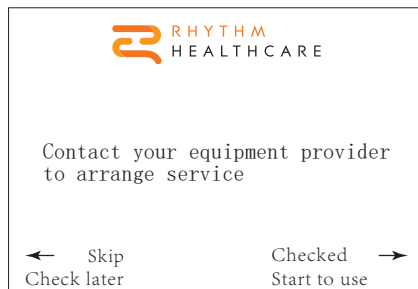 RHYTHM
HEALTHCARE
Contact your equipment provider
to arrange service
← Skip
Check later
Checked →
Start to use